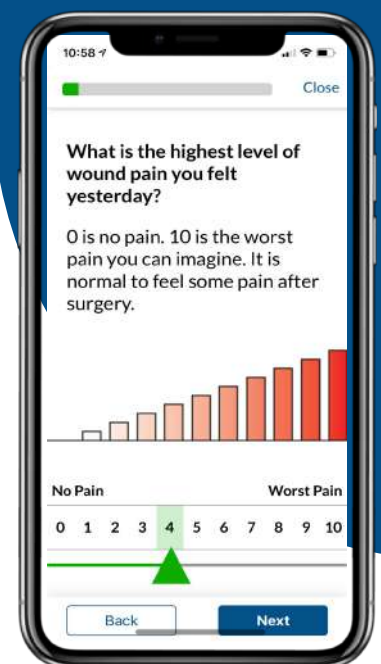 10:58
Close
What is the highest level of
wound pain you felt
yesterday?
0 is no pain. 10 is the worst
pain you can imagine. It is
normal to feel some pain after
surgery.
No Pain Worst Pain
0 1 2 3 4 5 6 7 8 9 10
Back Next